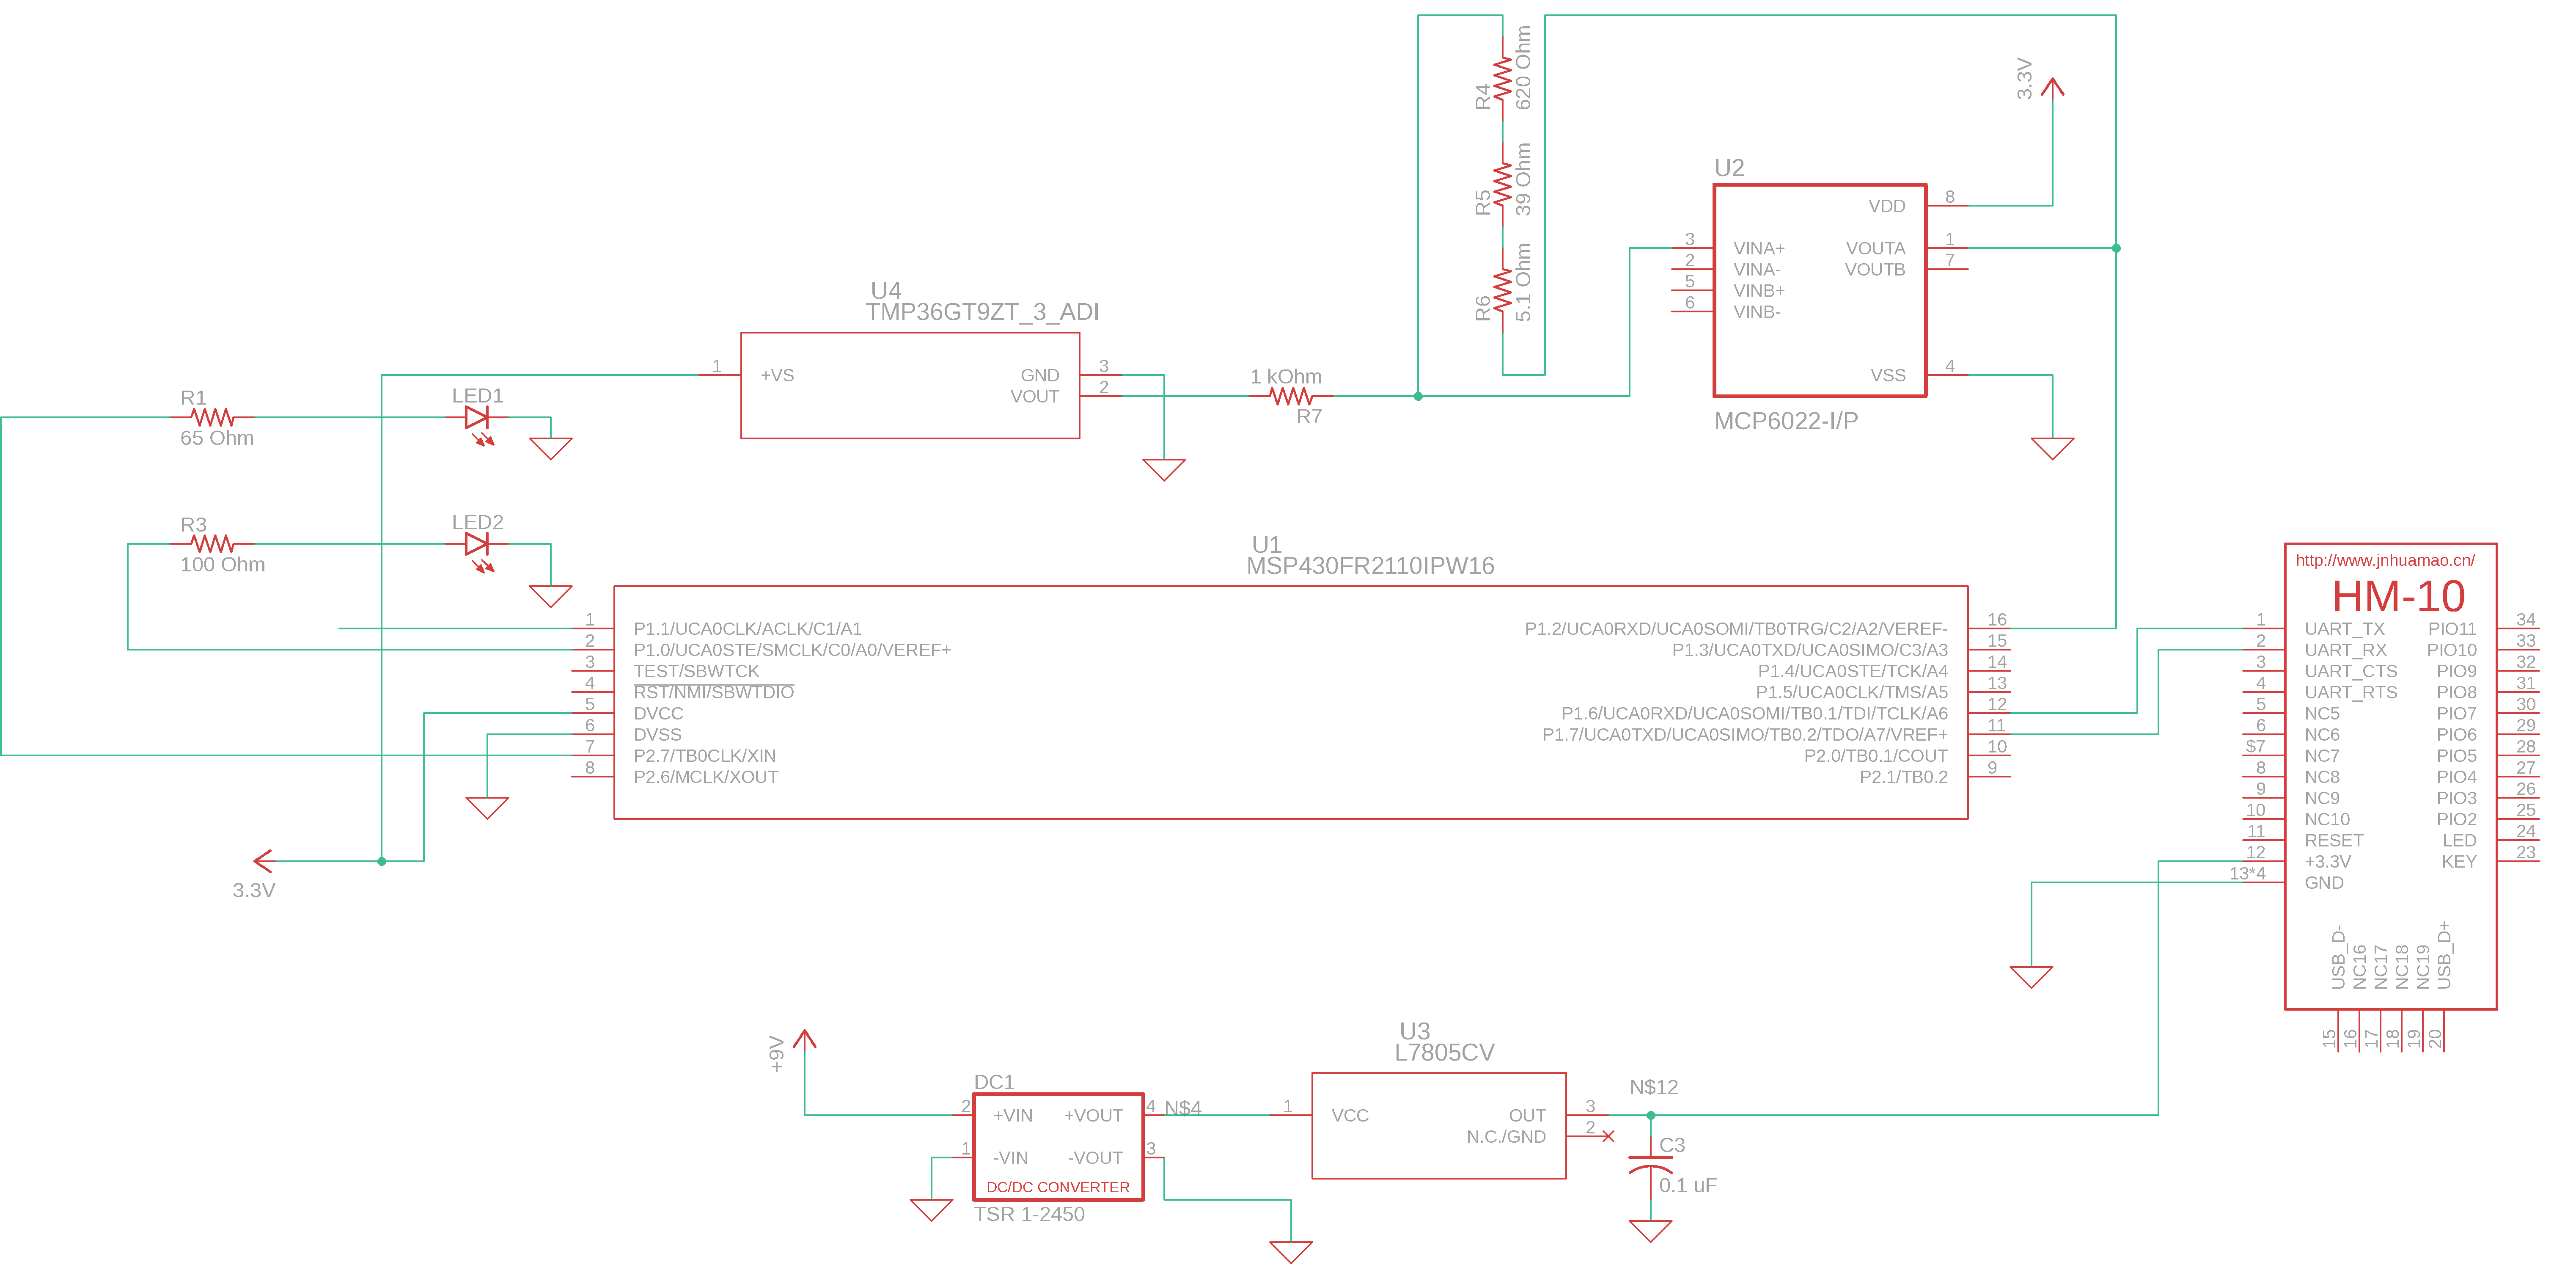 R4
620 Ohm
R5
39 Ohm
R6
5.1 Ohm
3.3V
U2
VDD
8
3
VINA+
VOUTA
1
2
VINA-
VOUTB
7
5
VINB+
6
VINB-
VSS
4
MCP6022-I/P
U4
TMP36GT9ZT_3_ADI
1
+VS
GND
3
VOUT
2
1 kOhm
R7
R1
65 Ohm
LED1
R3
100 Ohm
LED2
U1
MSP430FR2110IPW16
1
P1.1/UCA0CLK/ACLK/C1/A1
2
P1.0/UCA0STE/SMCLK/C0/A0/VEREF+
3
TEST/SBWTCK
4
RST/NMI/SBWTDIO
5
DVCC
6
DVSS
7
P2.7/TB0CLK/XIN
8
P2.6/MCLK/XOUT
P1.2/UCA0RXD/UCA0SOMI/TB0TRG/C2/A2/VEREF-
16
P1.3/UCA0TXD/UCA0SIMO/C3/A3
15
P1.4/UCA0STE/TCK/A4
14
P1.5/UCA0CLK/TMS/A5
13
P1.6/UCA0RXD/UCA0SOMI/TB0.1/TDI/TCLK/A6
12
P1.7/UCA0TXD/UCA0SIMO/TB0.2/TDO/A7/VREF+
11
P2.0/TB0.1/COUT
10
P2.1/TB0.2
9
3.3V
http://www.jnhuamao.cn/
HM-10
1
UART_TX
PIO11
34
2
UART_RX
PIO10
33
3
UART_CTS
PIO9
32
4
UART_RTS
PIO8
31
5
NC5
PIO7
30
6
NC6
PIO6
29
$7
NC7
PIO5
28
8
NC8
PIO4
27
9
NC9
PIO3
26
10
NC10
PIO2
25
11
RESET
LED
24
12
+3.3V
KEY
23
13*4
GND
USB_D-
NC16
NC17
NC18
NC19
USB_D+
15
16
17
18
19
20
+9V
DC1
2
+VIN
+VOUT
4
N$4
1
-VIN
-VOUT
3
DC/DC CONVERTER
TSR 1-2450
U3
L7805CV
1
VCC
OUT
3
N.C./GND
2
N$12
C3
0.1 uF